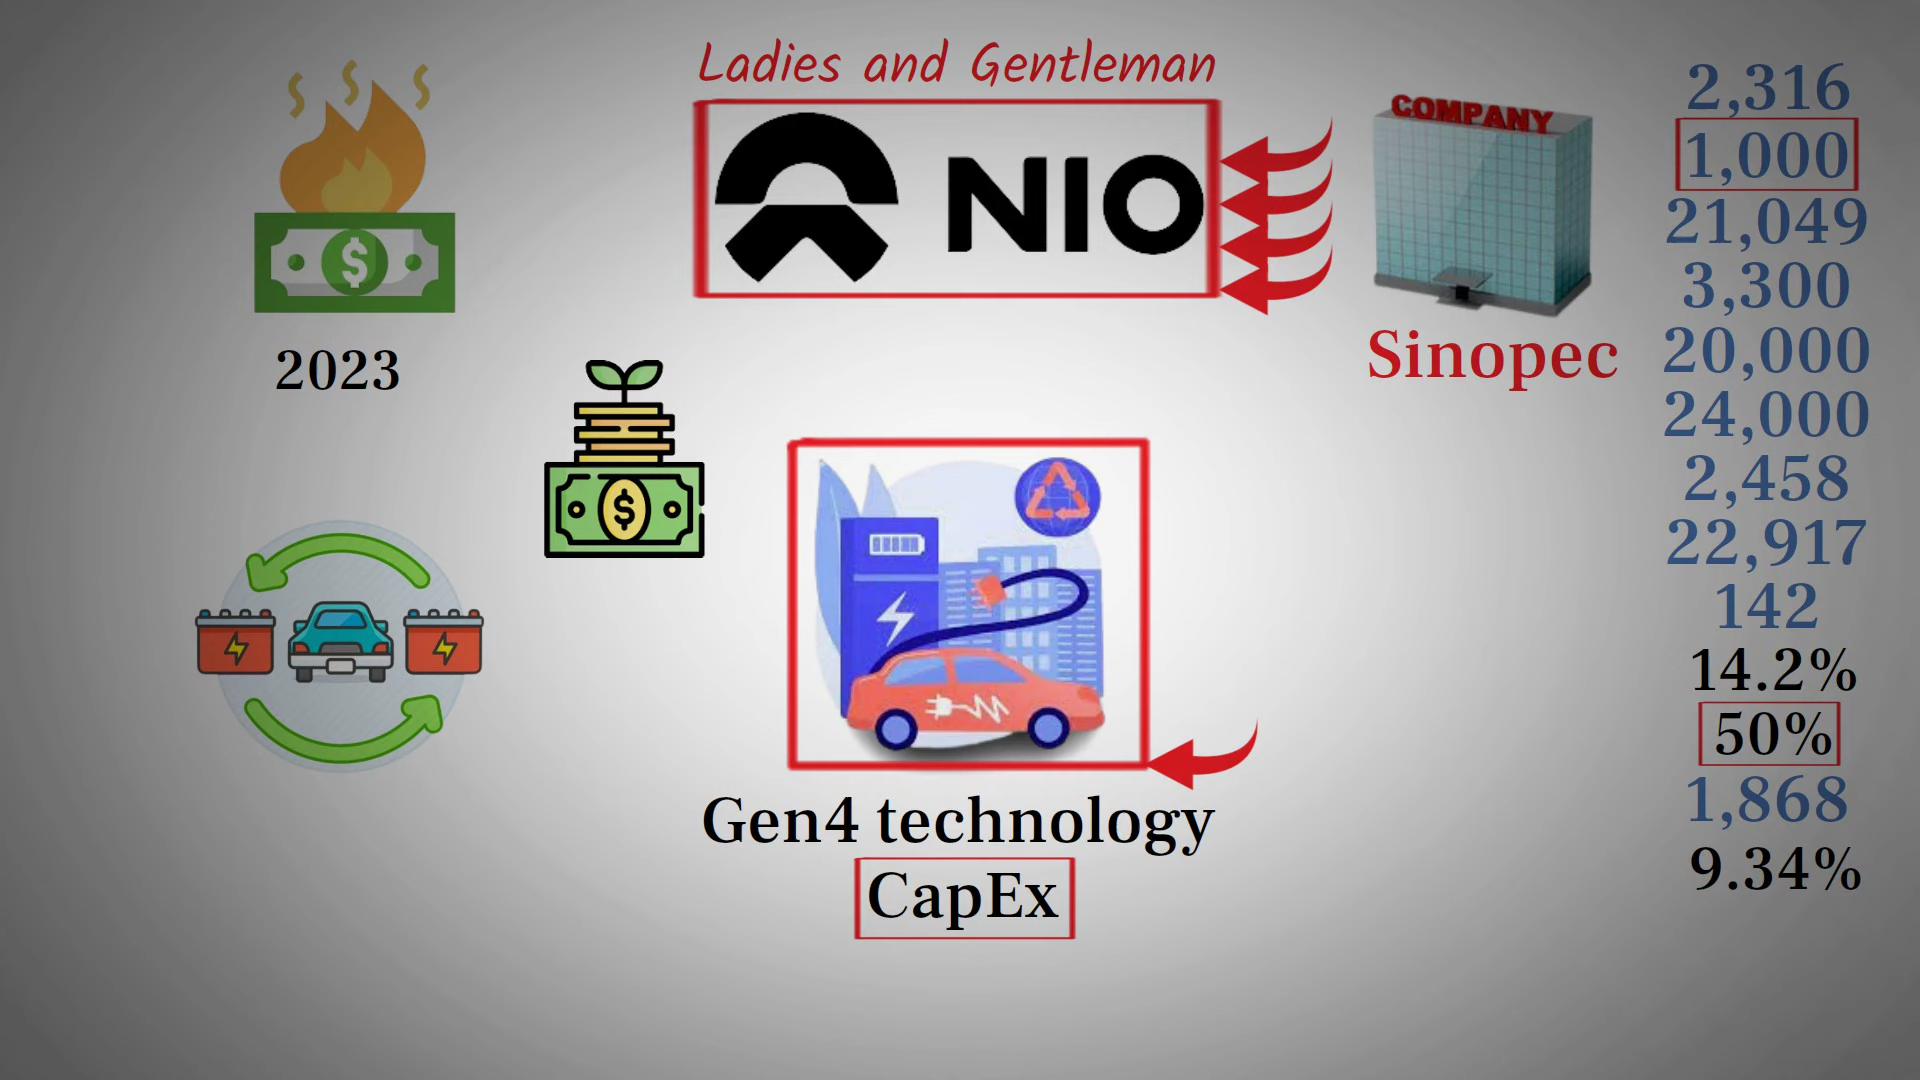 Ladies and Gentleman
NIO
COMPANY
Sinopec
2023
$
$
Gen4 technology
CapEx
2,316
1,000
21,049
3,300
20,000
24,000
2,458
22,917
142
14.2%
50%
1,868
9.34%